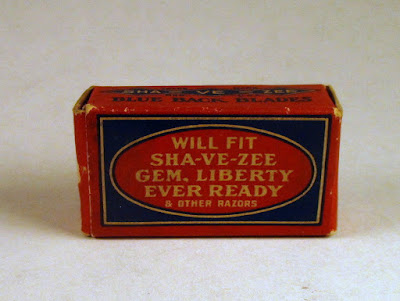 SHA-VE-ZEE
BLUE BACK BLADES
WILL FIT
SHA-VE-ZEE
GEM, LIBERTY
EVER READY
& OTHER RAZORS